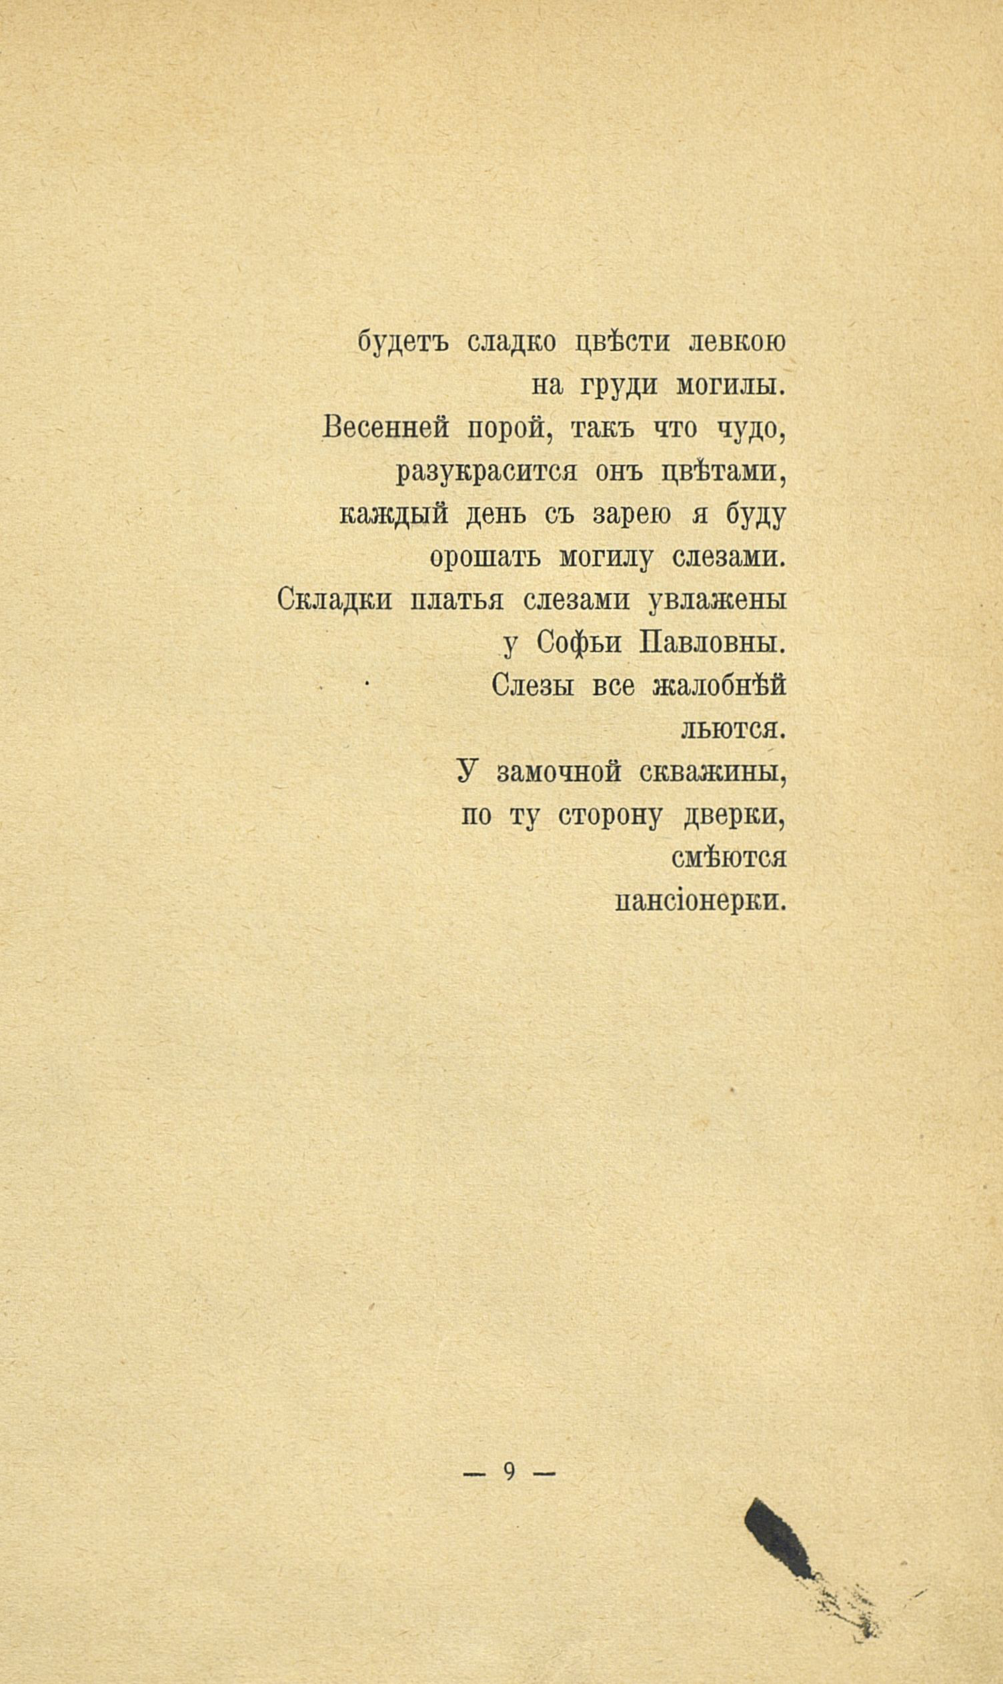 будетъ сладко цвѣсти левкою
на груди могилы.
Весенней порой, такъ что чудо,
разукрасится онъ цвѣтами,
каждый день съ зарею я буду
орошать могилу слезами.
Складки платья слезами увлажены
у Софьи Павловны.
Слезы все жалобнѣй
льются.
У замочной скважины,
по ту сторону дверки,
смѣются
пансіонерки.
— 9 —